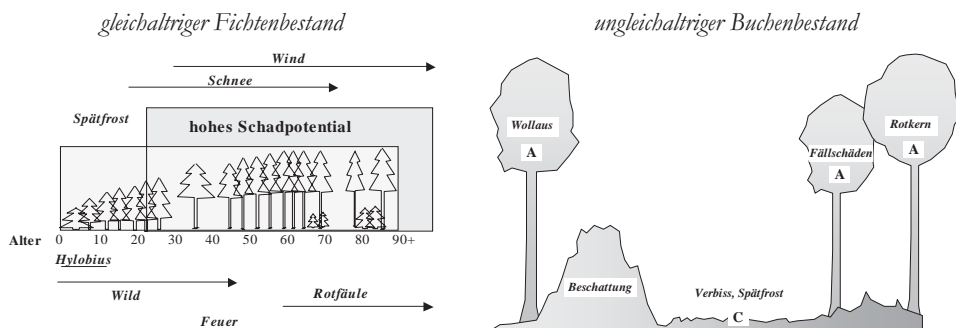 gleichaltriger Fichtenbestand
Wind
Schnee
Spätfrost
hohes Schadpotential
Alter 0 10 20 30 40 50 60 70 80 90+
Hylobius
Wild
Rotfäule
Feuer
ungleichaltriger Buchenbestand
Wollaus
A
Fällschäden
A
Rotkern
A
Beschattung
Verbiss, Spätfrost
C